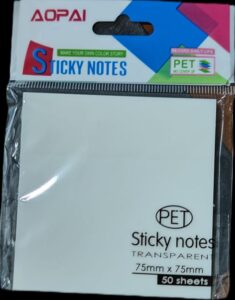 AOPAI
MAKE YOUR OWN COLOR STORY
STICKY NOTES
PET
PET
Sticky notes
TRANSPARENT
75mm x 75mm
50 sheets